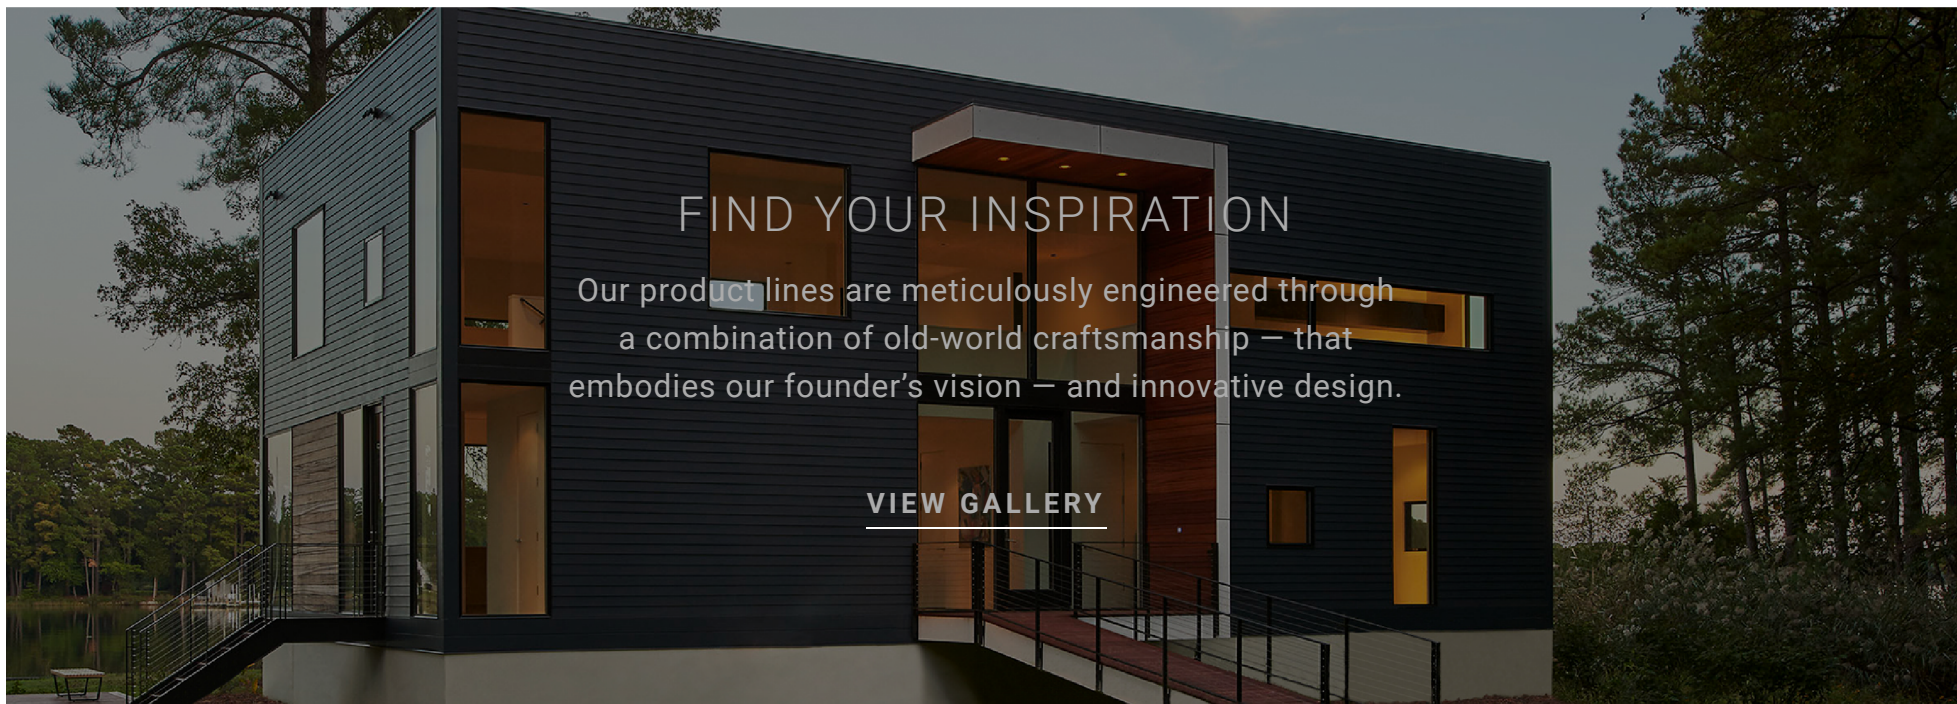 FIND YOUR INSPIRATION
Our product lines are meticulously engineered through
a combination of old-world craftsmanship — that
embodies our founder’s vision — and innovative design.
VIEW GALLERY